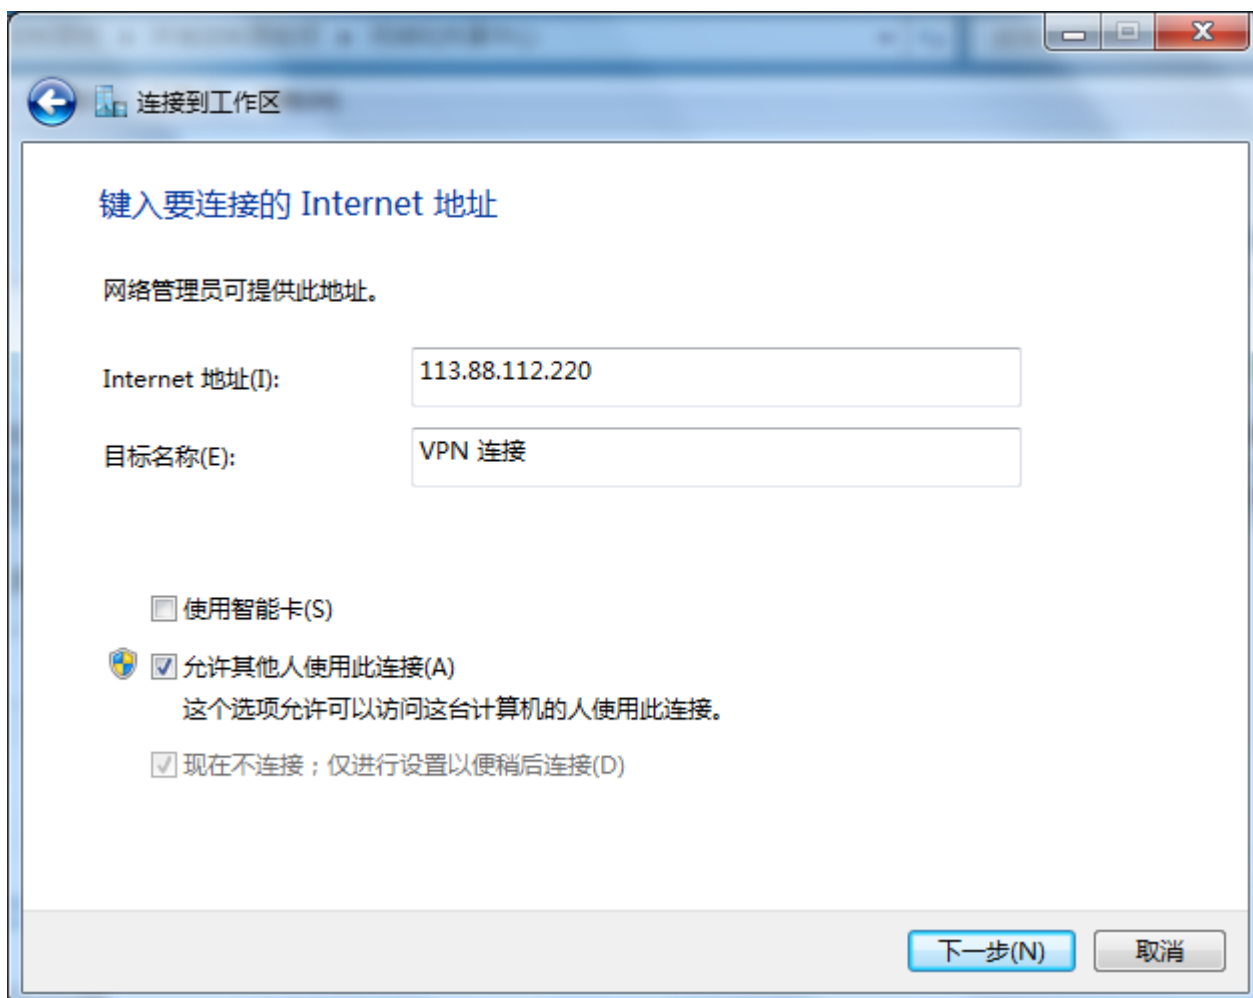 连接到工作区
键入要连接的 Internet 地址
网络管理员可提供此地址。
Internet 地址(I):
113.88.112.220
目标名称(E):
VPN 连接
使用智能卡(S)
允许其他人使用此连接(A)
这个选项允许可以访问这台计算机的人使用此连接。
现在不连接；仅进行设置以便稍后连接(D)
下一步(N)
取消